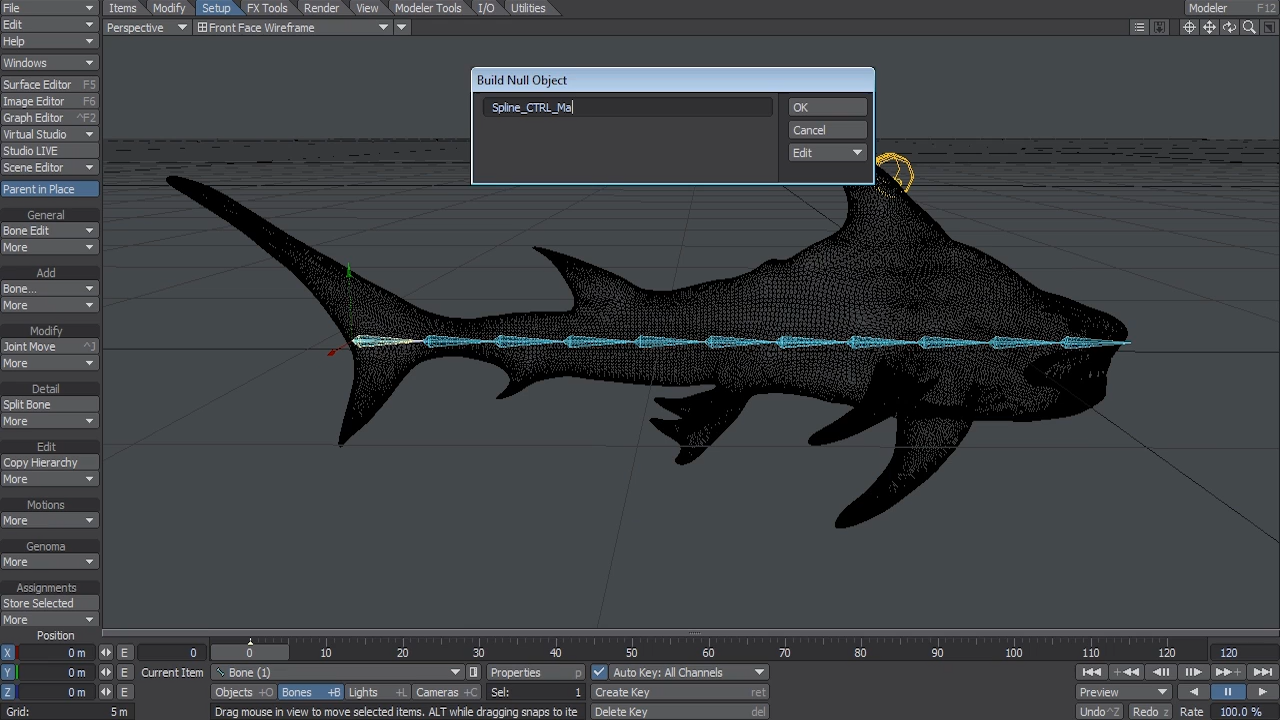 File
Items
Modify
Setup
FX Tools
Render
View
Modeler Tools
I/O
Utilities
Modeler F12
Edit
Perspective
Front Face Wireframe
Help
Windows
Build Null Object
Surface Editor F5
Image Editor F6
Spline_CTRL_Ma
OK
Graph Editor ^F2
Cancel
Virtual Studio
Studio LIVE
Edit
Scene Editor
Parent in Place
General
Bone Edit
More
Add
Bone...
More
Modify
Joint Move ^J
More
Detail
Split Bone
More
Edit
Copy Hierarchy
More
Motions
More
Genoma
More
Assignments
Store Selected
More
Position
X 0 m E 0
0 10 20 30 40 50 60 70 80 90 100 110 120
120
Y 0 m E Current Item Bone (1) Properties p Auto Key: All Channels
Z 0 m E Objects +O Bones +B Lights +L Cameras +C Sel: 1 Create Key ret Preview
Grid: 5 m Drag mouse in view to move selected items. ALT while dragging snaps to ite Delete Key del Undo ^Z Redo z Rate 100.0 %